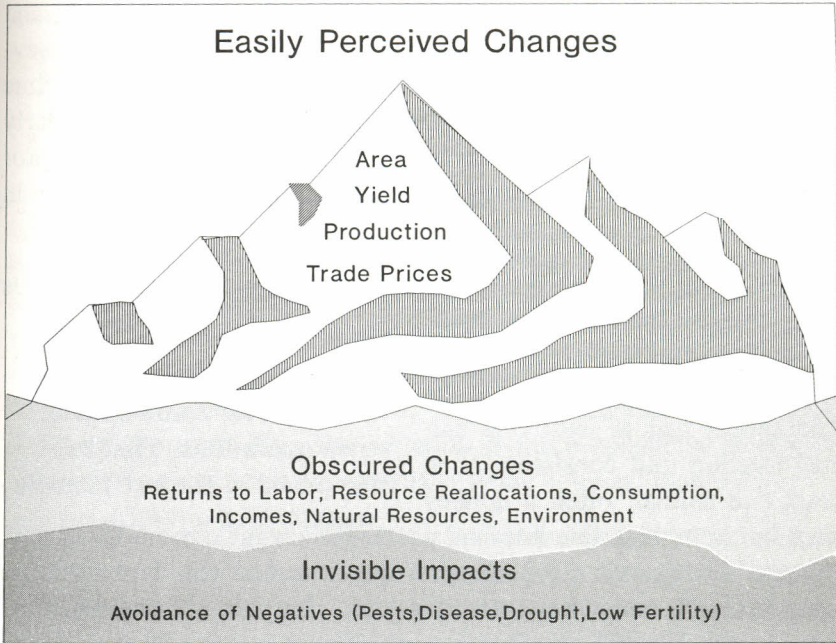 Easily Perceived Changes
Area
Yield
Production
Trade Prices
Obscured Changes
Returns to Labor, Resource Reallocations, Consumption,
Incomes, Natural Resources, Environment
Invisible Impacts
Avoidance of Negatives (Pests,Disease,Drought,Low Fertility)